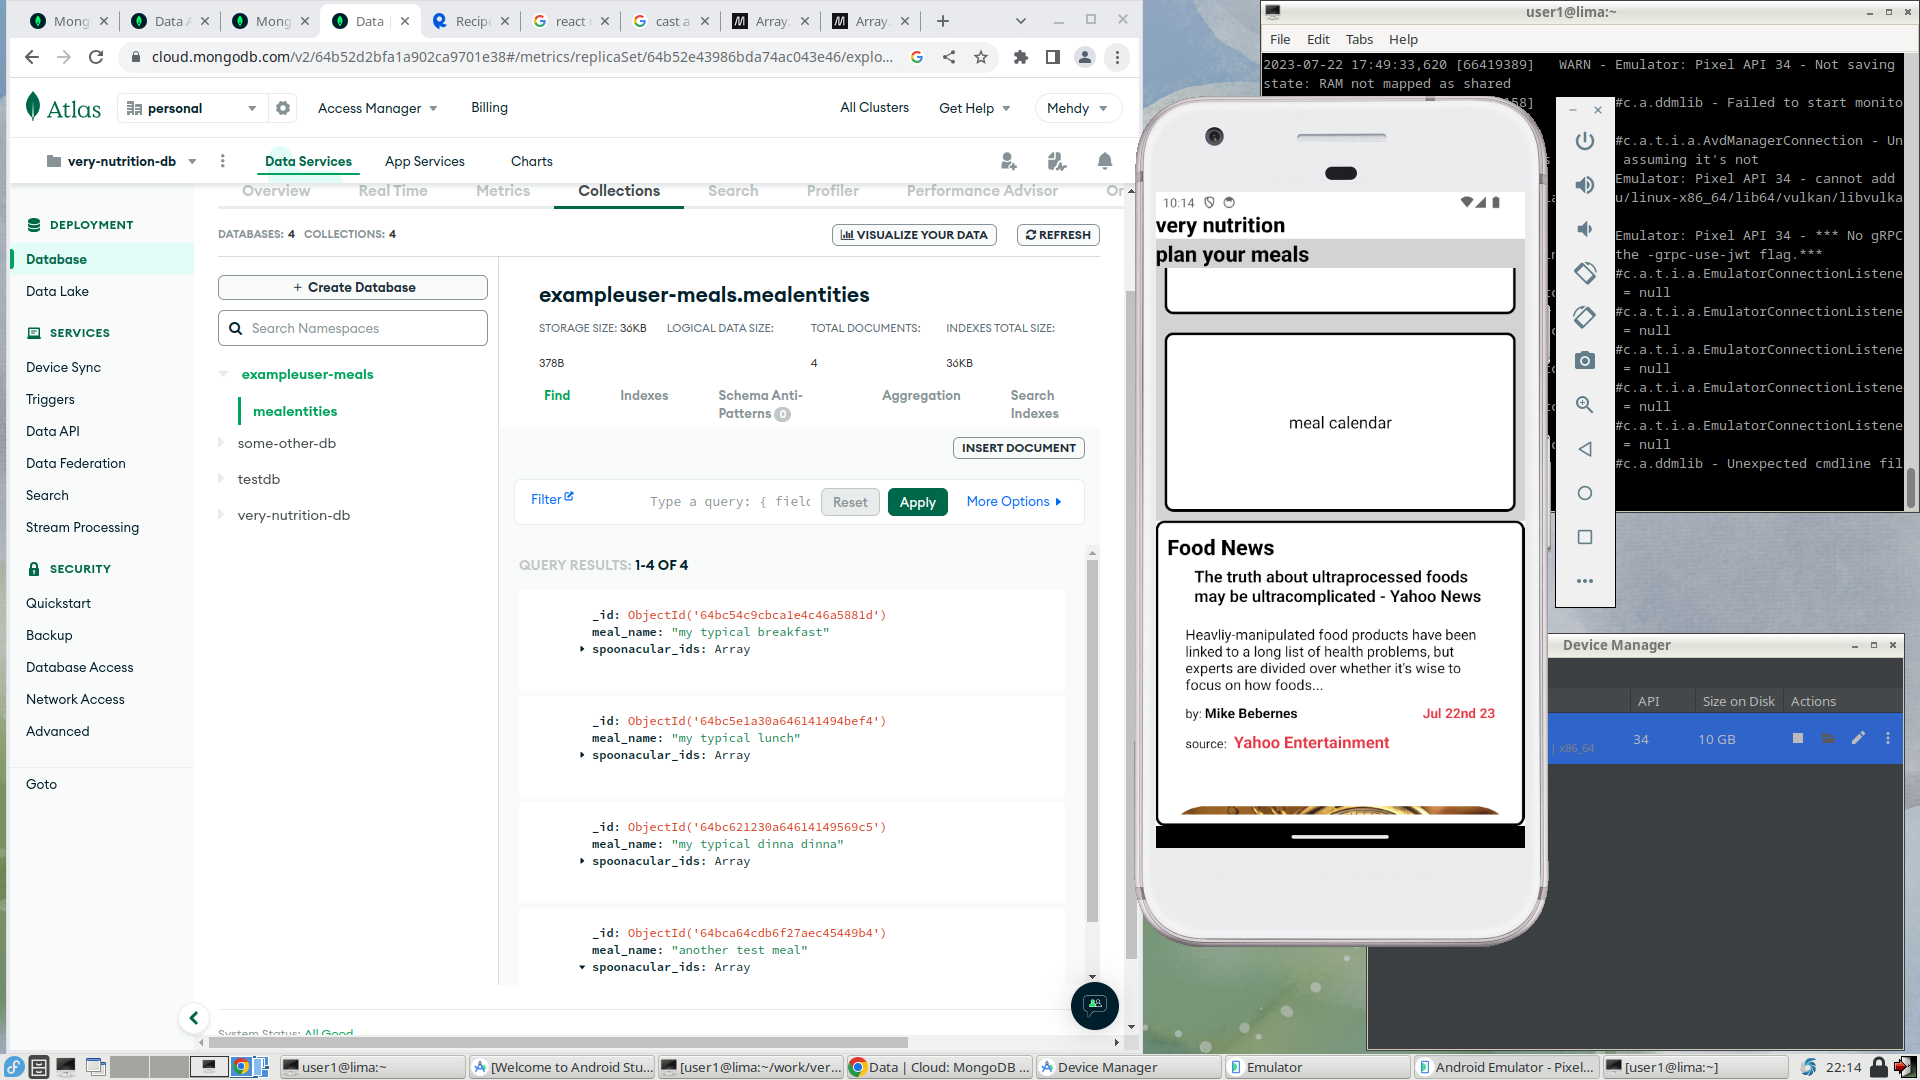 Mong
Data A
Mong
Data |
Recipe
react
cast a
Array.
Array.
cloud.mongodb.com/v2/64b52d2bfa1a902ca9701e38#/metrics/replicaSet/64b52e43986bda74ac043e46/explo...
Atlas
personal
Access Manager
Billing
All Clusters
Get Help
Mehdy
very-nutrition-db
Data Services
App Services
Charts
Overview
Real Time
Metrics
Collections
Search
Profiler
Performance Advisor
DEPLOYMENT
Database
Data Lake
SERVICES
Device Sync
Triggers
Data API
Data Federation
Search
Stream Processing
SECURITY
Quickstart
Backup
Database Access
Network Access
Advanced
Goto
DATABASES: 4 COLLECTIONS: 4
VISUALIZE YOUR DATA
REFRESH
+ Create Database
Search Namespaces
exampleuser-meals
mealentities
some-other-db
testdb
very-nutrition-db
exampleuser-meals.mealentities
STORAGE SIZE: 36KB
LOGICAL DATA SIZE:
378B
TOTAL DOCUMENTS:
4
INDEXES TOTAL SIZE:
36KB
Find
Indexes
Schema Anti-
Patterns 0
Aggregation
Search
Indexes
INSERT DOCUMENT
Filter
Type a query: { field
Reset
Apply
More Options
QUERY RESULTS: 1-4 OF 4
_id: ObjectId('64bc54c9cbca1e4c46a5881d')
meal_name: "my typical breakfast"
spoonacular_ids: Array
_id: ObjectId('64bc5e1a30a646141494bef4')
meal_name: "my typical lunch"
spoonacular_ids: Array
_id: ObjectId('64bc621230a64614149569c5')
meal_name: "my typical dinna dinna"
spoonacular_ids: Array
_id: ObjectId('64bca64cdb6f27aec45449b4')
meal_name: "another test meal"
spoonacular_ids: Array
System Status: All Good
user1@lima:~
File Edit Tabs Help
2023-07-22 17:49:33,620 [66419389] WARN - Emulator: Pixel API 34 - Not saving
state: RAM not mapped as shared
#c.a.ddmlib - Failed to start monito
#c.a.t.i.a.AvdManagerConnection - Un
assuming it's not
Emulator: Pixel API 34 - cannot add
u/linux-x86_64/lib64/vulkan/libvulka
Emulator: Pixel API 34 - *** No gRPC
the -grpc-use-jwt flag.***
#c.a.t.i.a.EmulatorConnectionListene
= null
#c.a.t.i.a.EmulatorConnectionListene
= null
#c.a.t.i.a.EmulatorConnectionListene
= null
#c.a.t.i.a.EmulatorConnectionListene
= null
#c.a.t.i.a.EmulatorConnectionListene
= null
#c.a.ddmlib - Unexpected cmdline fil
10:14
very nutrition
plan your meals
meal calendar
Food News
The truth about ultraprocessed foods
may be ultracomplicated - Yahoo News
Heavliy-manipulated food products have been
linked to a long list of health problems, but
experts are divided over whether it's wise to
focus on how foods...
by: Mike Bebernes
Jul 22nd 23
source: Yahoo Entertainment
Device Manager
API
Size on Disk
Actions
| x86_64
34
10 GB
user1@lima:~
[Welcome to Android Stu...
[user1@lima:~/work/ver...
Data | Cloud: MongoDB ...
Device Manager
Emulator
Android Emulator - Pixel...
[user1@lima:~]
22:14